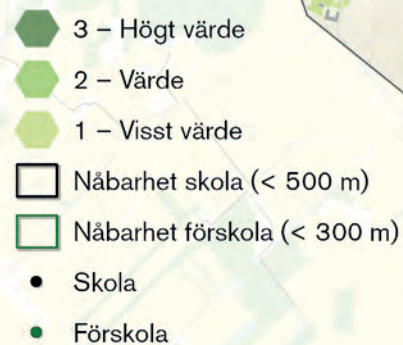 3 – Högt värde
2 – Värde
1 – Visst värde
Nåbarhet skola (< 500 m)
Nåbarhet förskola (< 300 m)
Skola
Förskola